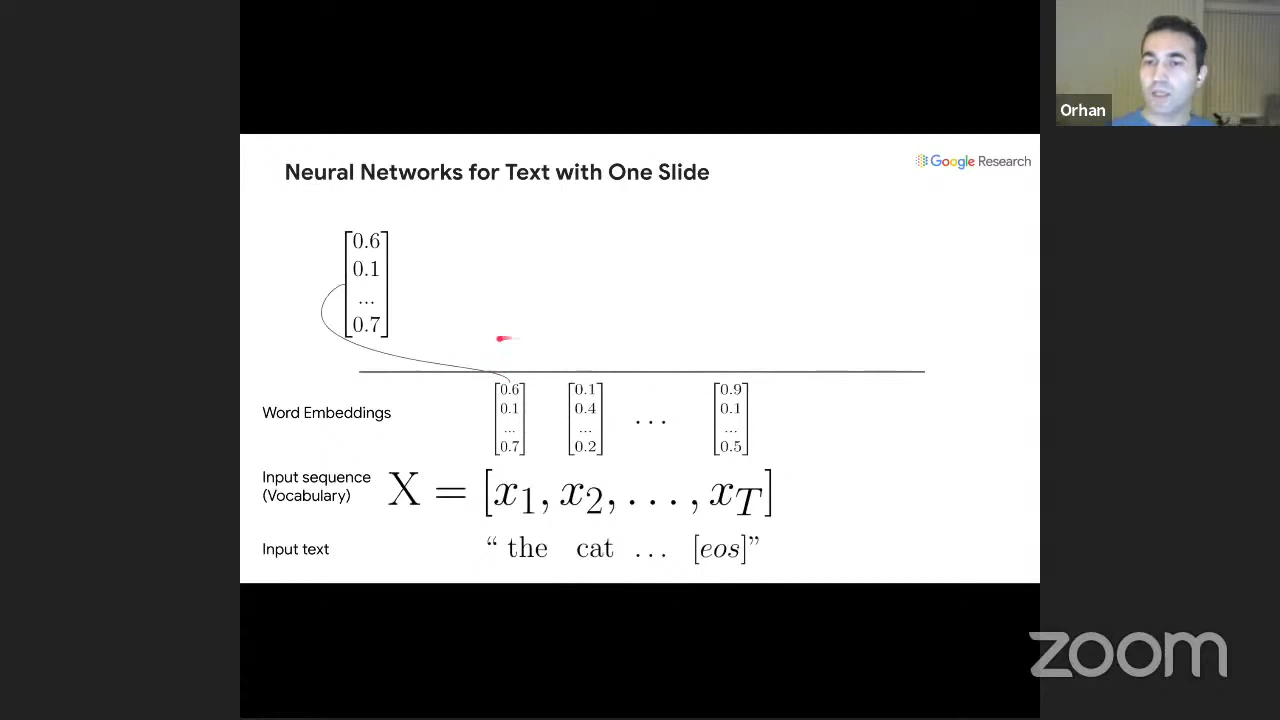 Orhan
Neural Networks for Text with One Slide
Google Research
0.6
0.1
...
0.7
Word Embeddings
0.6 0.1 0.9
0.1 0.4 . . . 0.1
... ... ...
0.7 0.2 0.5
Input sequence
(Vocabulary)
X = [x₁, x₂, . . . , x_T]
Input text
“ the cat . . . [eos]”
zoom